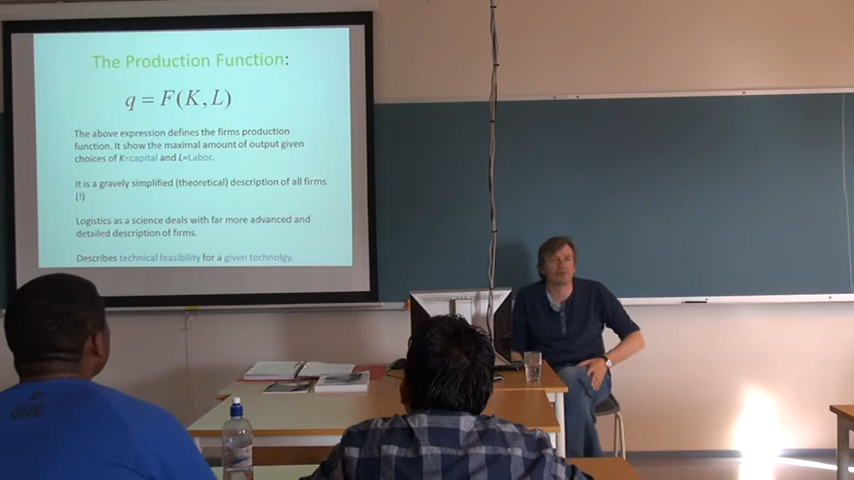 The Production Function:
q = F(K, L)
The above expression defines the firms production
function. It show the maximal amount of output given
choices of K=capital and L=Labor.
It is a gravely simplified (theoretical) description of all firms
(!)
Logistics as a science deals with far more advanced and
detailed description of firms.
Describes technical feasibility for a given technolgy.